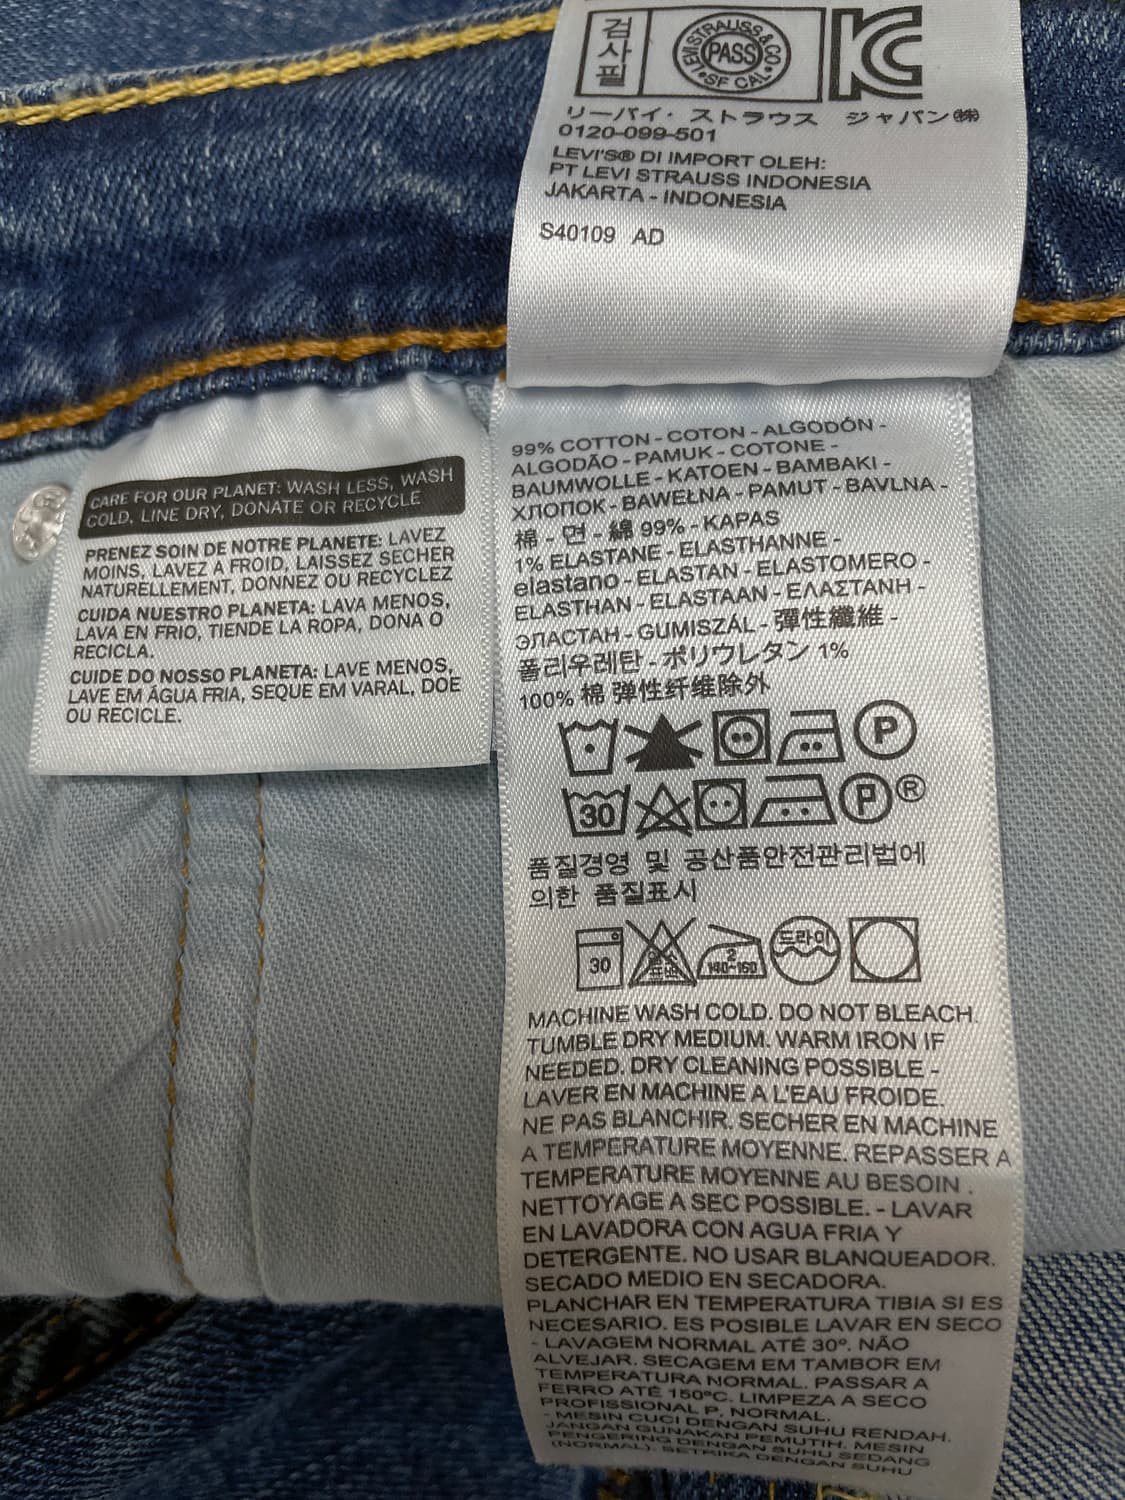 검사필
LEVI STRAUSS & CO
PASS
SF CAL
リーバイ・ストラウス ジャパン㈱
0120-099-501
LEVI'S® DI IMPORT OLEH:
PT LEVI STRAUSS INDONESIA
JAKARTA - INDONESIA
S40109 AD
CARE FOR OUR PLANET: WASH LESS, WASH
COLD, LINE DRY, DONATE OR RECYCLE
PRENEZ SOIN DE NOTRE PLANETE: LAVEZ
MOINS, LAVEZ A FROID, LAISSEZ SECHER
NATURELLEMENT, DONNEZ OU RECYCLEZ
CUIDA NUESTRO PLANETA: LAVA MENOS,
LAVA EN FRIO, TIENDE LA ROPA, DONA O
RECICLA.
CUIDE DO NOSSO PLANETA: LAVE MENOS,
LAVE EM ÁGUA FRIA, SEQUE EM VARAL, DOE
OU RECICLE.
99% COTTON - COTON - ALGODÓN -
ALGODÃO - PAMUK - COTONE -
BAUMWOLLE - KATOEN - BAMBAKI -
ХЛОПОК - BAWEŁNA - PAMUT - BAVLNA -
棉 - 면 - 綿 99% - KAPAS
1% ELASTANE - ELASTHANNE -
elastano - ELASTAN - ELASTOMERO -
ELASTHAN - ELASTAAN - ΕΛΑΣΤΑΝΗ -
ЭЛАСТАН - GUMISZÁL - 彈性纖維 -
폴리우레탄 - ポリウレタン 1%
100% 棉 弹性纤维除外
P
30 P ®
품질경영 및 공산품안전관리법에
의한 품질표시
30 2 140~160 드라이
MACHINE WASH COLD. DO NOT BLEACH.
TUMBLE DRY MEDIUM. WARM IRON IF
NEEDED. DRY CLEANING POSSIBLE -
LAVER EN MACHINE A L'EAU FROIDE.
NE PAS BLANCHIR. SECHER EN MACHINE
A TEMPERATURE MOYENNE. REPASSER A
TEMPERATURE MOYENNE AU BESOIN .
NETTOYAGE A SEC POSSIBLE. - LAVAR
EN LAVADORA CON AGUA FRIA Y
DETERGENTE. NO USAR BLANQUEADOR.
SECADO MEDIO EN SECADORA.
PLANCHAR EN TEMPERATURA TIBIA SI ES
NECESARIO. ES POSIBLE LAVAR EN SECO
- LAVAGEM NORMAL ATÉ 30º. NÃO
ALVEJAR. SECAGEM EM TAMBOR EM
TEMPERATURA NORMAL. PASSAR A
FERRO ATÉ 150ºC. LIMPEZA A SECO
PROFISSIONAL P, NORMAL.
- MESIN CUCI DENGAN SUHU RENDAH.
JANGAN GUNAKAN PEMUTIH. MESIN
PENGERING DENGAN SUHU SEDANG
(NORMAL). SETRIKA DENGAN SUHU